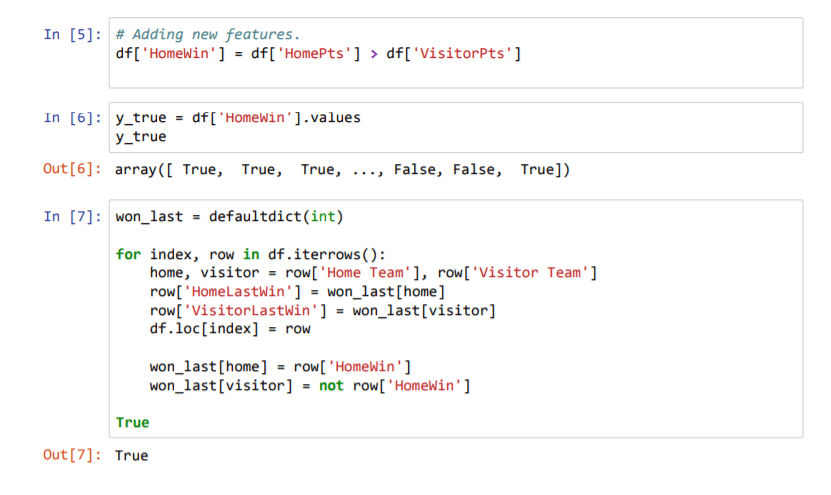 In [5]: # Adding new features.
df['HomeWin'] = df['HomePts'] > df['VisitorPts']
In [6]: y_true = df['HomeWin'].values
y_true
Out[6]: array([ True,  True,  True, ..., False, False,  True])
In [7]: won_last = defaultdict(int)
for index, row in df.iterrows():
    home, visitor = row['Home Team'], row['Visitor Team']
    row['HomeLastWin'] = won_last[home]
    row['VisitorLastWin'] = won_last[visitor]
    df.loc[index] = row
    won_last[home] = row['HomeWin']
    won_last[visitor] = not row['HomeWin']
True
Out[7]: True